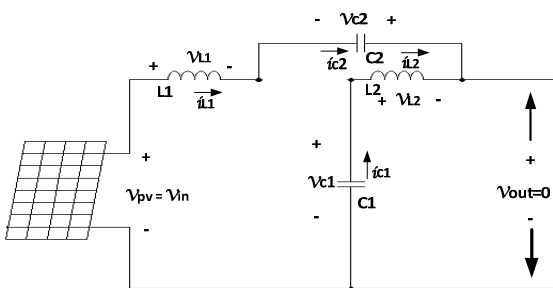 - Vc2 +
ic2 C2 iL2
VL1
+ -
L1 iL1
L2
+ VL2 -
+
Vpv = Vin
-
+
Vc1 ic1
- C1
+
Vout=0
-